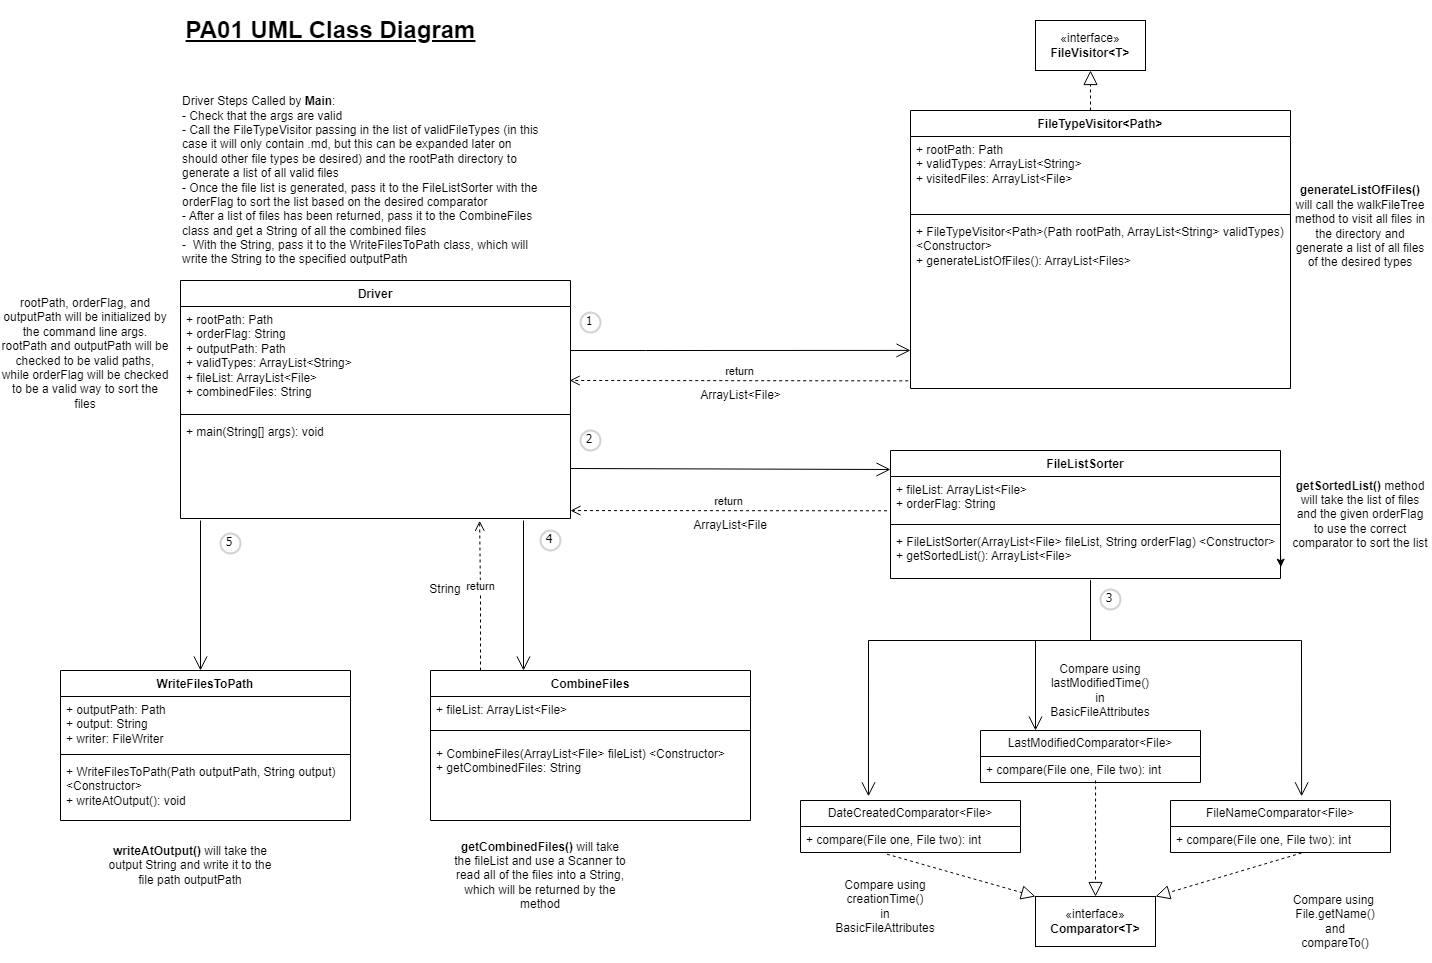 PA01 UML Class Diagram
«interface»
FileVisitor<T>
Driver Steps Called by Main:
- Check that the args are valid
- Call the FileTypeVisitor passing in the list of validFileTypes (in this
case it will only contain .md, but this can be expanded later on
should other file types be desired) and the rootPath directory to
generate a list of all valid files
- Once the file list is generated, pass it to the FileListSorter with the
orderFlag to sort the list based on the desired comparator
- After a list of files has been returned, pass it to the CombineFiles
class and get a String of all the combined files
- With the String, pass it to the WriteFilesToPath class, which will
write the String to the specified outputPath
FileTypeVisitor<Path>
+ rootPath: Path
+ validTypes: ArrayList<String>
+ visitedFiles: ArrayList<File>
+ FileTypeVisitor<Path>(Path rootPath, ArrayList<String> validTypes)
<Constructor>
+ generateListOfFiles(): ArrayList<Files>
generateListOfFiles()
will call the walkFileTree
method to visit all files in
the directory and
generate a list of all files
of the desired types
rootPath, orderFlag, and
outputPath will be initialized by
the command line args.
rootPath and outputPath will be
checked to be valid paths,
while orderFlag will be checked
to be a valid way to sort the
files
Driver
+ rootPath: Path
+ orderFlag: String
+ outputPath: Path
+ validTypes: ArrayList<String>
+ fileList: ArrayList<File>
+ combinedFiles: String
+ main(String[] args): void
1
return
ArrayList<File>
2
return
ArrayList<File
FileListSorter
+ fileList: ArrayList<File>
+ orderFlag: String
+ FileListSorter(ArrayList<File> fileList, String orderFlag) <Constructor>
+ getSortedList(): ArrayList<File>
getSortedList() method
will take the list of files
and the given orderFlag
to use the correct
comparator to sort the list
5
4
String
return
3
WriteFilesToPath
+ outputPath: Path
+ output: String
+ writer: FileWriter
+ WriteFilesToPath(Path outputPath, String output)
<Constructor>
+ writeAtOutput(): void
writeAtOutput() will take the
output String and write it to the
file path outputPath
CombineFiles
+ fileList: ArrayList<File>
+ CombineFiles(ArrayList<File> fileList) <Constructor>
+ getCombinedFiles: String
getCombinedFiles() will take
the fileList and use a Scanner to
read all of the files into a String,
which will be returned by the
method
Compare using
lastModifiedTime()
in
BasicFileAttributes
LastModifiedComparator<File>
+ compare(File one, File two): int
DateCreatedComparator<File>
+ compare(File one, File two): int
FileNameComparator<File>
+ compare(File one, File two): int
Compare using
creationTime()
in
BasicFileAttributes
«interface»
Comparator<T>
Compare using
File.getName()
and
compareTo()